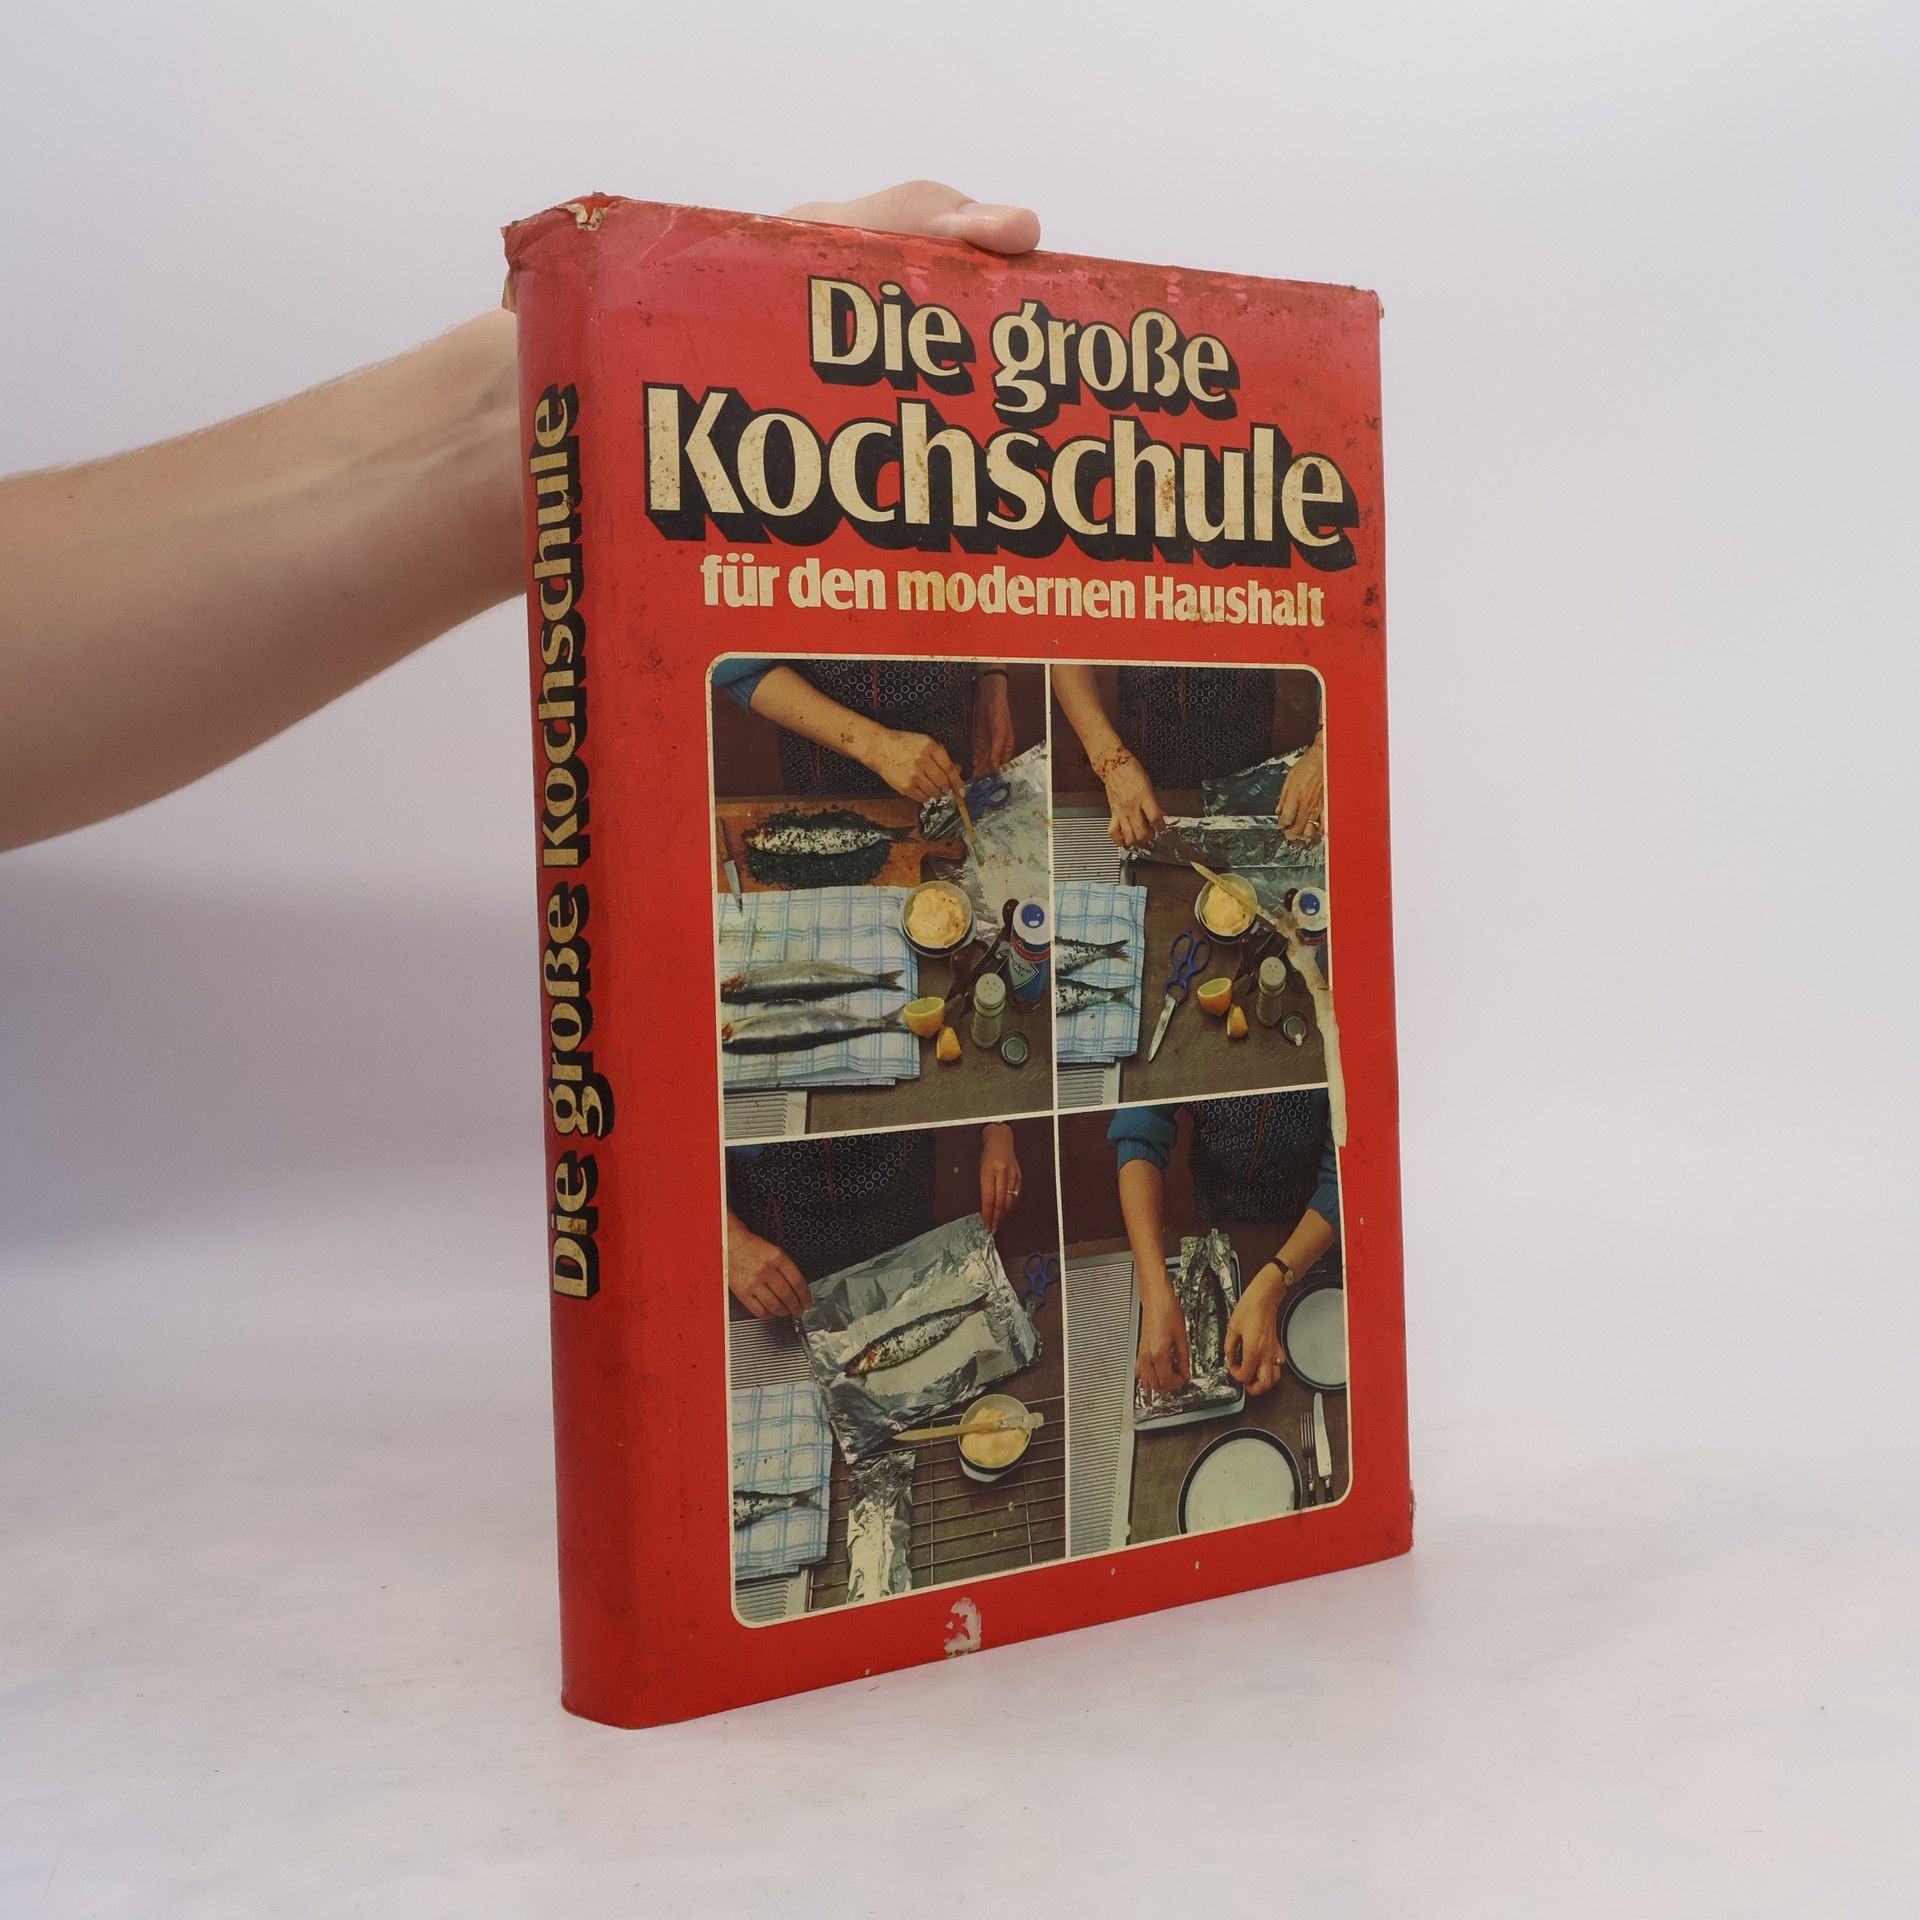 Die große
Kochschule
für den modernen Haushalt
Die große Kochschule